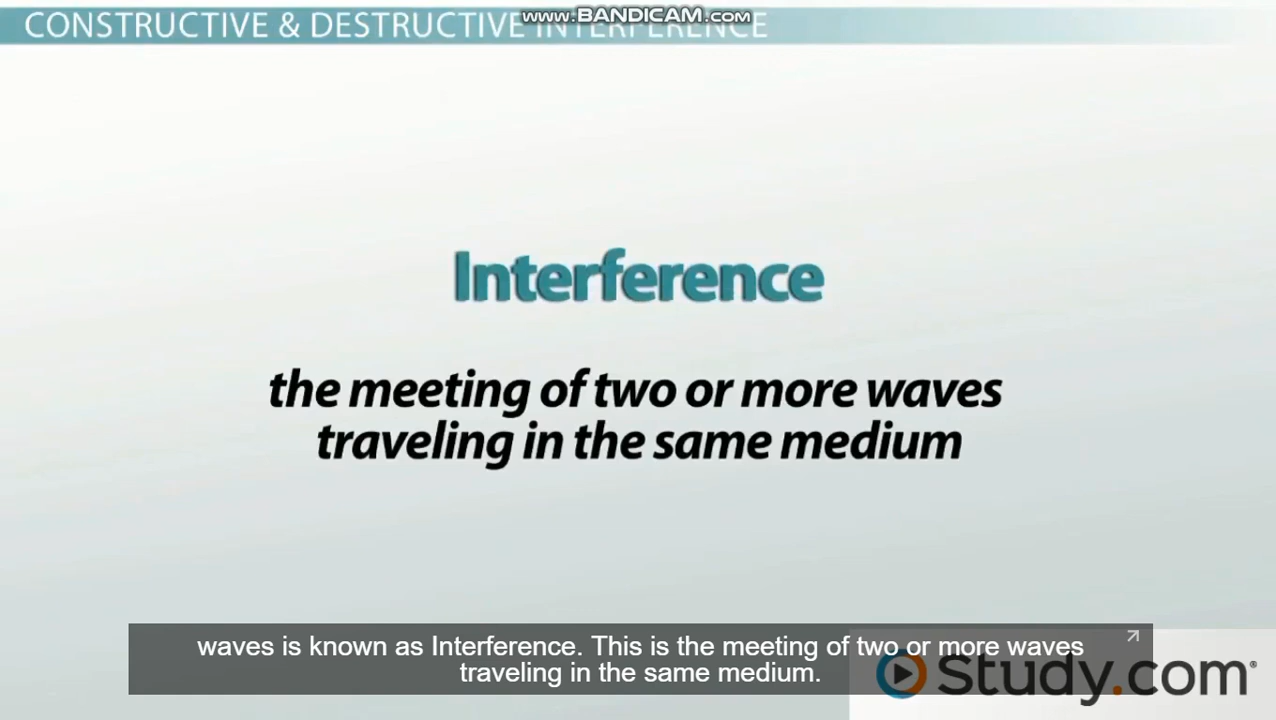 www.BANDICAM.com
CONSTRUCTIVE & DESTRUCTIVE INTERFERENCE
Interference
the meeting of two or more waves
traveling in the same medium
waves is known as Interference. This is the meeting of two or more waves
traveling in the same medium.
Study.com®